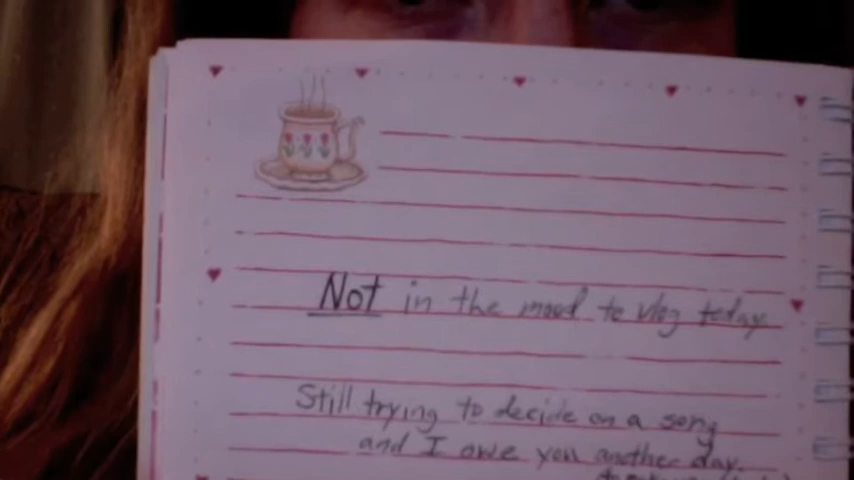 Not in the mood to vlog today
Still trying to decide on a song
and I owe you another day.